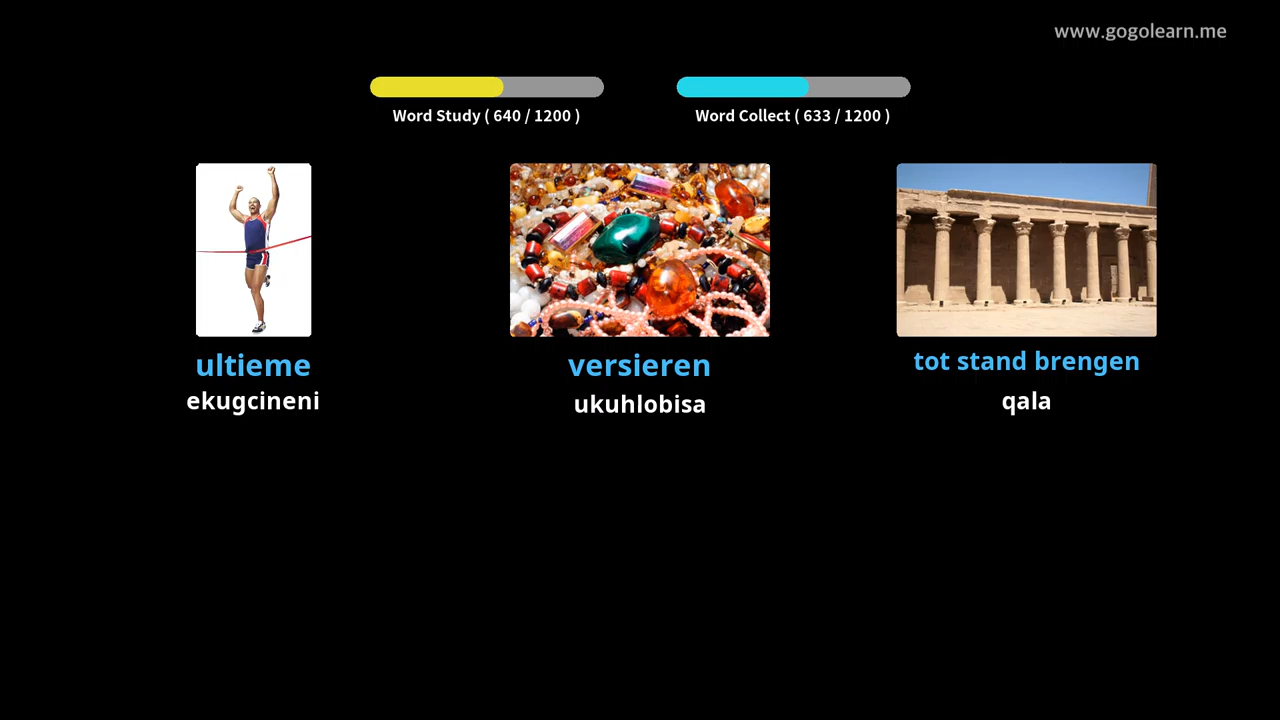 www.gogolearn.me
Word Study ( 640 / 1200 )
Word Collect ( 633 / 1200 )
ultieme
ekugcineni
versieren
ukuhlobisa
tot stand brengen
qala